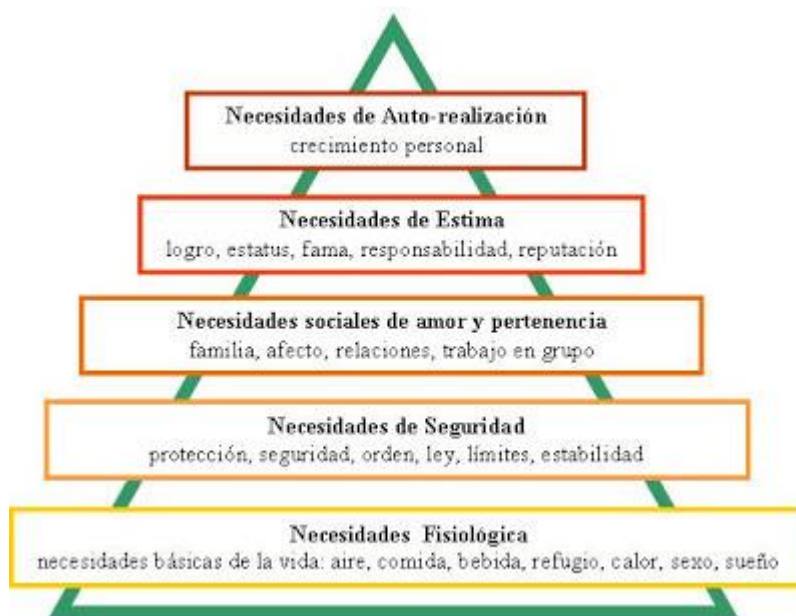 Necesidades de Auto-realización
crecimiento personal
Necesidades de Estima
logro, estatus, fama, responsabilidad, reputación
Necesidades sociales de amor y pertenencia
familia, afecto, relaciones, trabajo en grupo
Necesidades de Seguridad
protección, seguridad, orden, ley, límites, estabilidad
Necesidades Fisiológica
necesidades básicas de la vida: aire, comida, bebida, refugio, calor, sexo, sueño